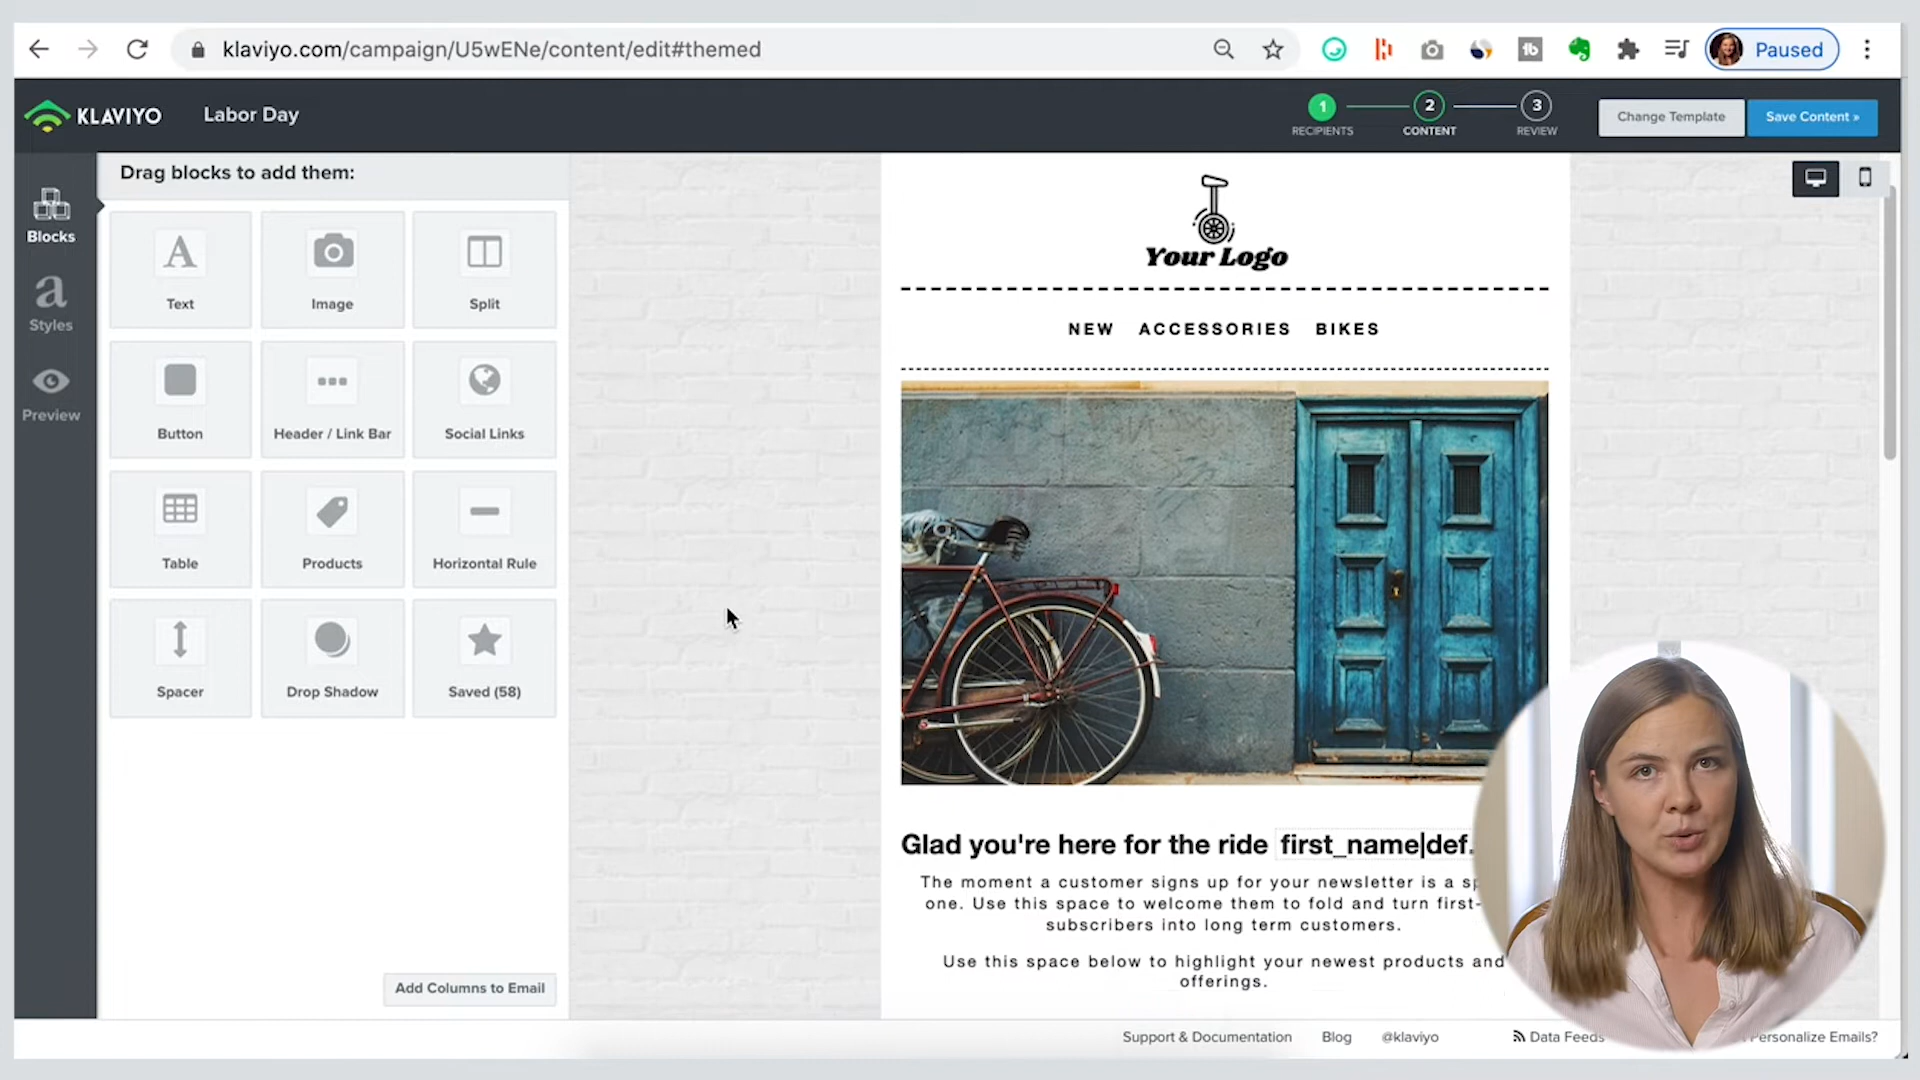 klaviyo.com/campaign/U5wENe/content/edit#themed
Paused
KLAVIYO
Labor Day
1
2
3
RECIPIENTS
CONTENT
REVIEW
Change Template
Save Content »
Drag blocks to add them:
Blocks
Styles
Preview
Text
Image
Split
Button
Header / Link Bar
Social Links
Table
Products
Horizontal Rule
Spacer
Drop Shadow
Saved (58)
Add Columns to Email
Your Logo
NEW ACCESSORIES BIKES
Glad you're here for the ride first_name|def.
The moment a customer signs up for your newsletter is a
one. Use this space to welcome them to fold and turn first-
subscribers into long term customers.
Use this space below to highlight your newest products and
offerings.
Support & Documentation
Blog
@klaviyo
Data Feeds
Personalize Emails?